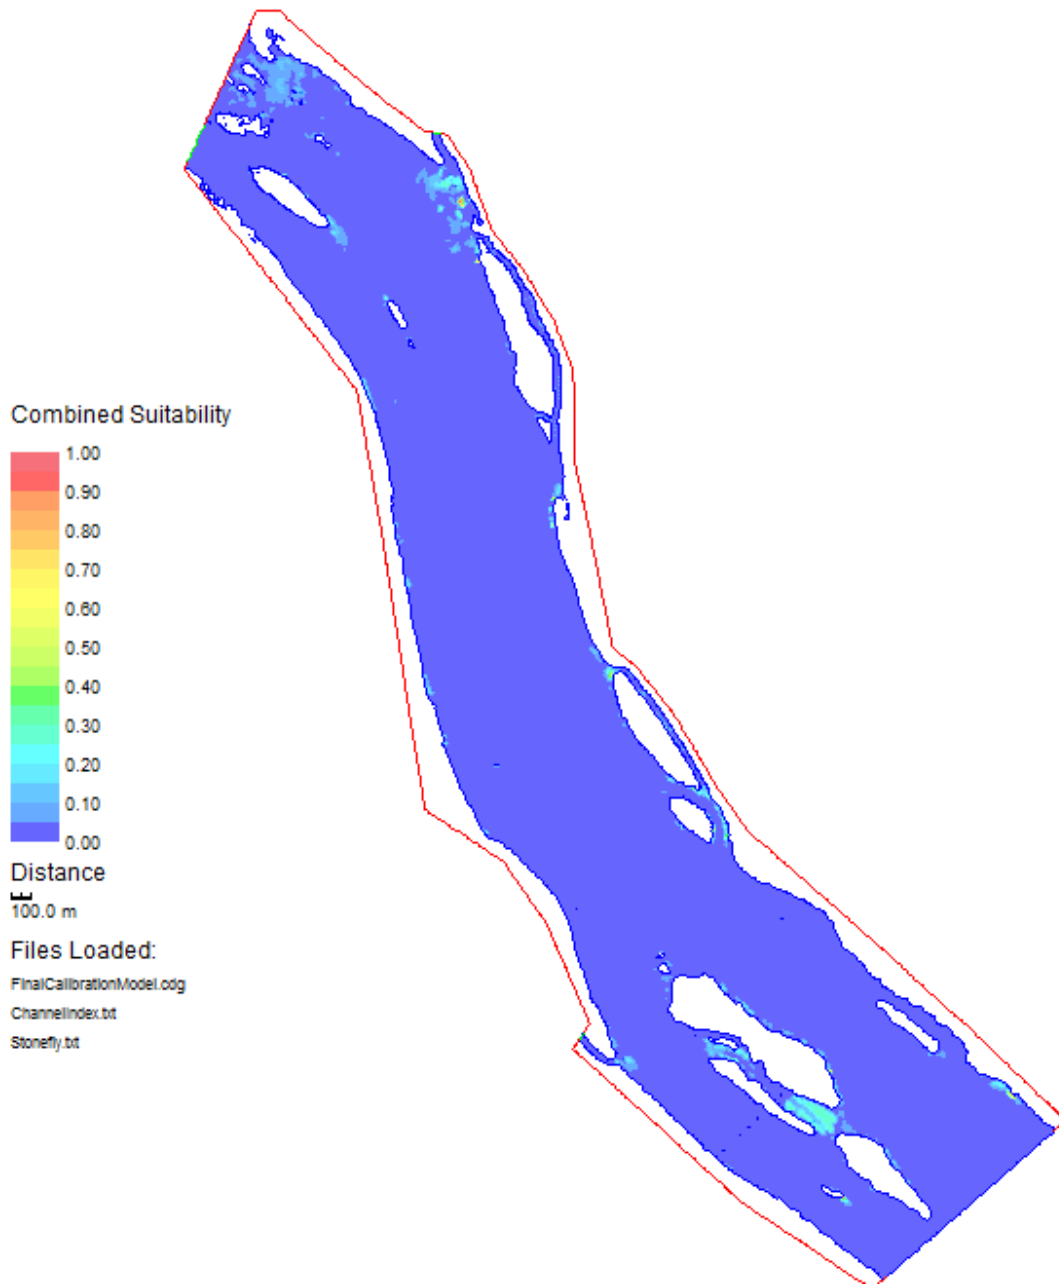 Combined Suitability
1.00
0.90
0.80
0.70
0.60
0.50
0.40
0.30
0.20
0.10
0.00
Distance
100.0 m
Files Loaded:
FinalCalibrationModel.cdg
ChannelIndex.txt
Stonefly.txt